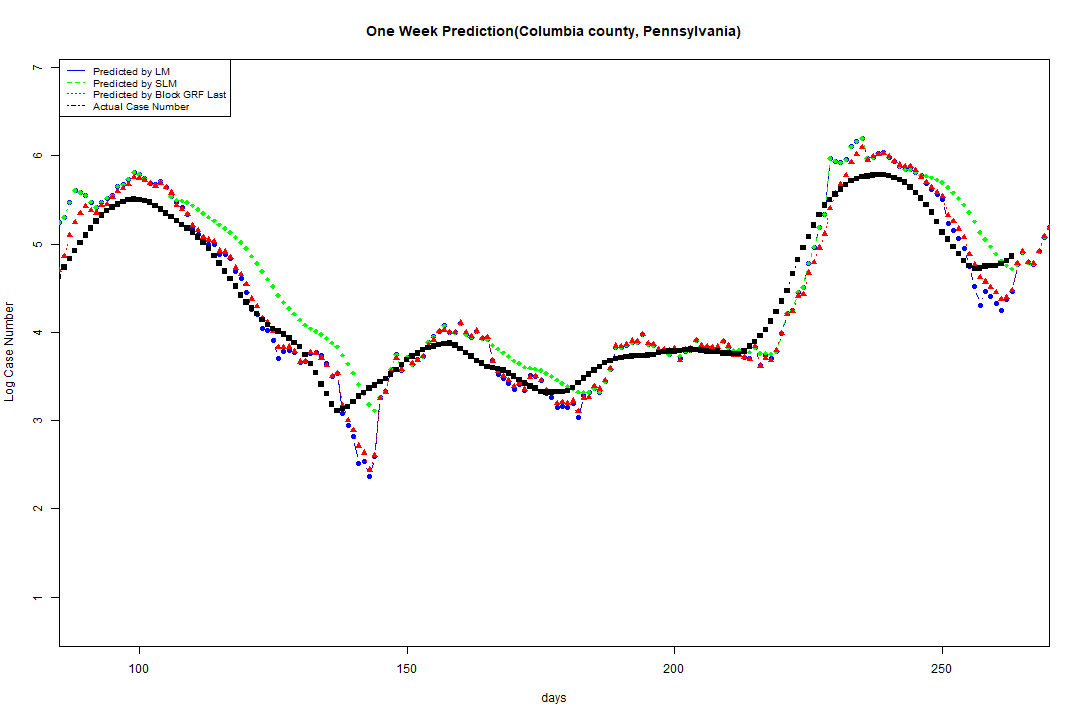 One Week Prediction(Columbia county, Pennsylvania)
Predicted by LM
Predicted by SLM
Predicted by Block GRF Last
Actual Case Number
7
6
5
4
3
2
1
Log Case Number
100 150 200 250
days